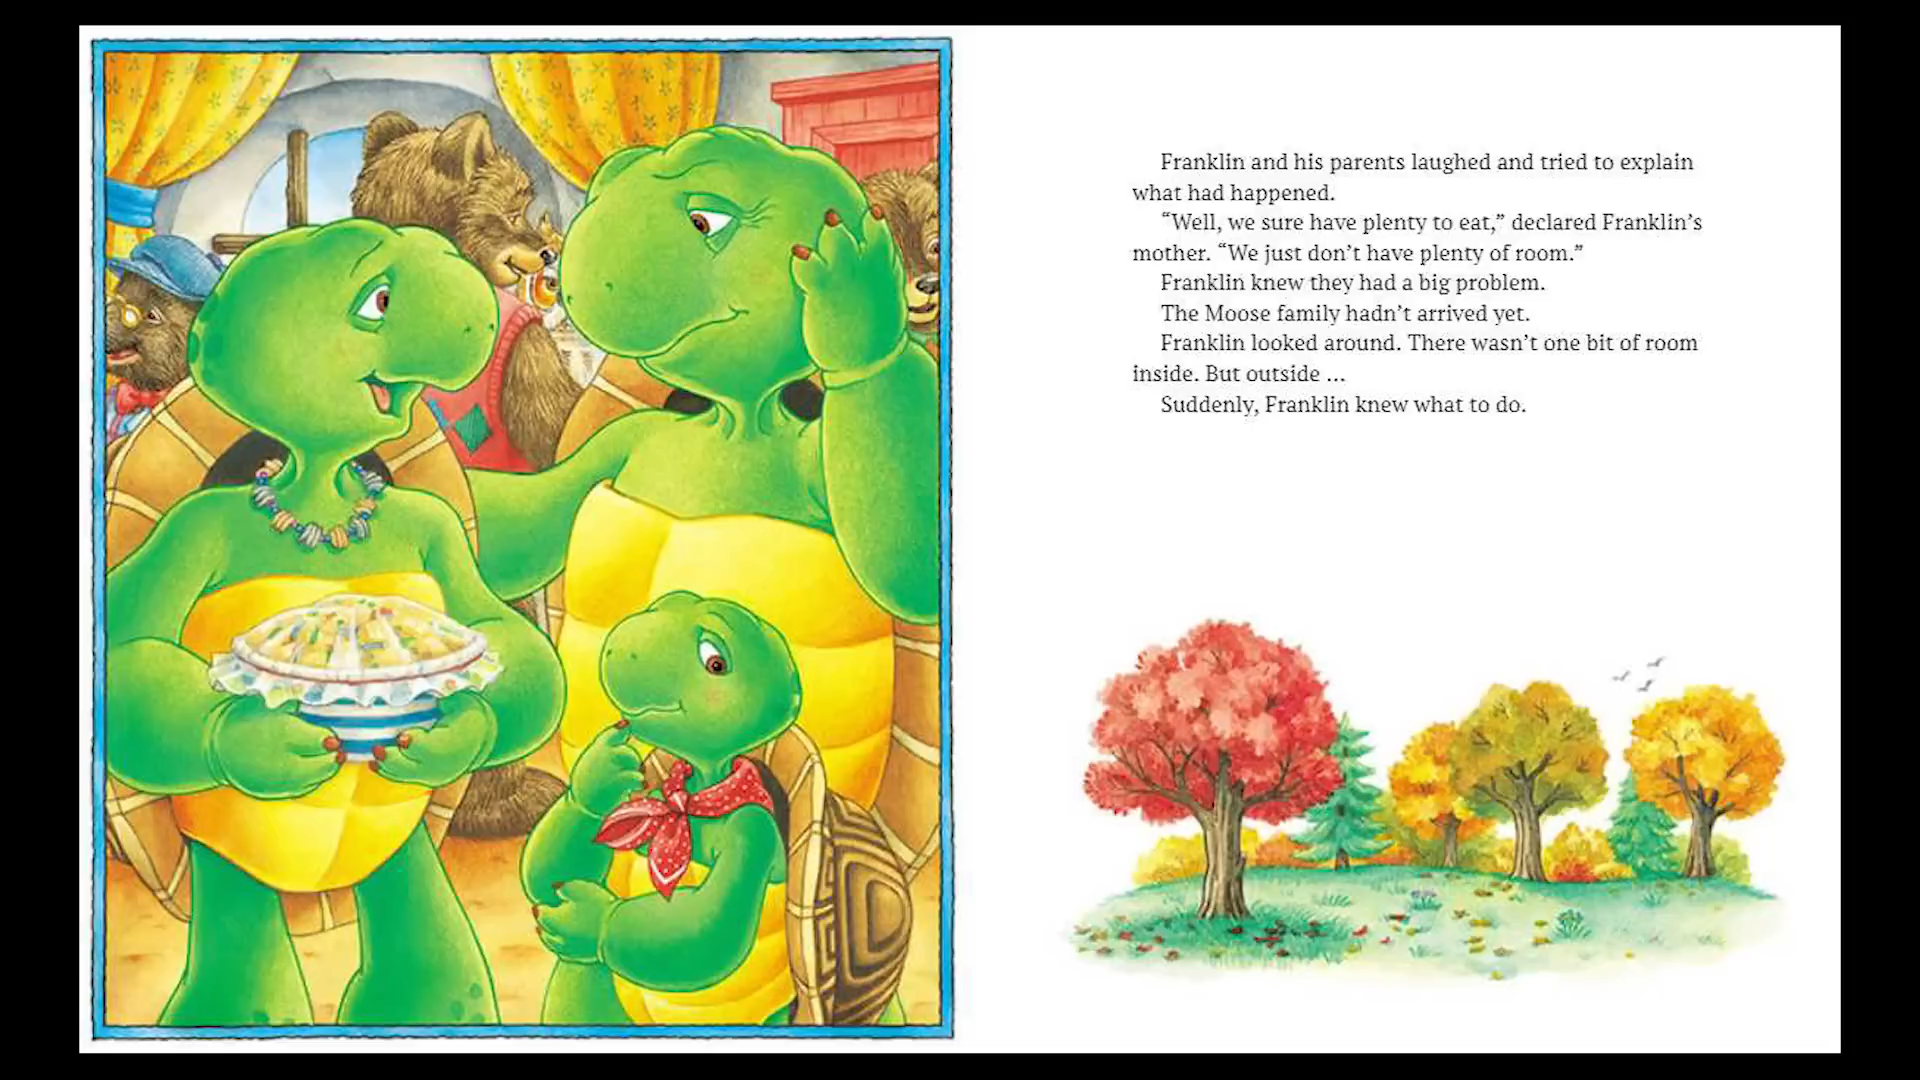 Franklin and his parents laughed and tried to explain
what had happened.
“Well, we sure have plenty to eat,” declared Franklin’s
mother. “We just don’t have plenty of room.”
Franklin knew they had a big problem.
The Moose family hadn’t arrived yet.
Franklin looked around. There wasn’t one bit of room
inside. But outside ...
Suddenly, Franklin knew what to do.